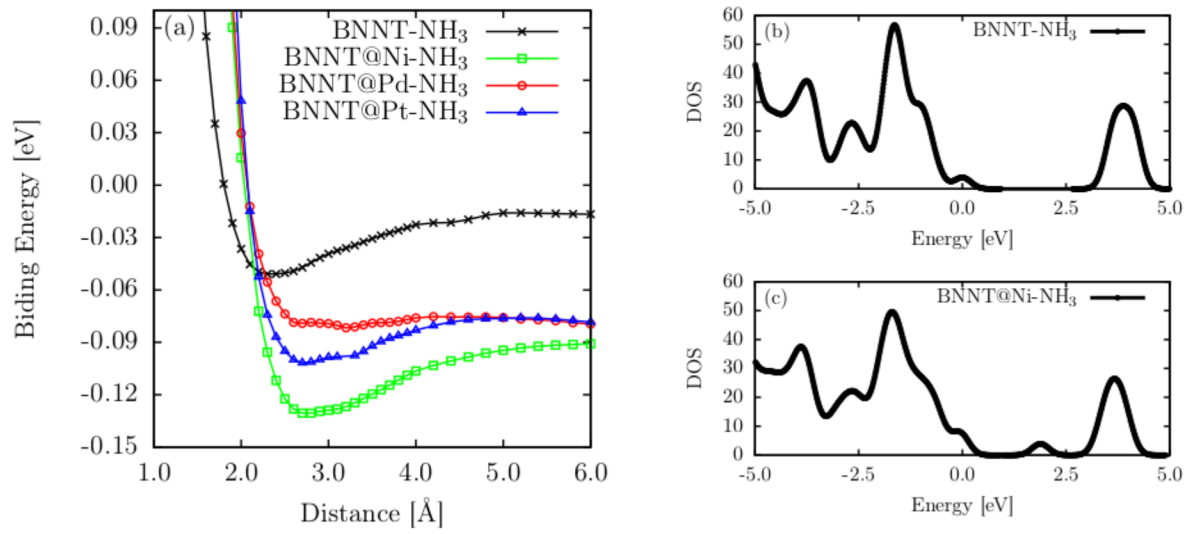 (a)
BNNT-NH3
BNNT@Ni-NH3
BNNT@Pd-NH3
BNNT@Pt-NH3
0.09
0.06
0.03
0.00
-0.03
-0.06
-0.09
-0.12
-0.15
Biding Energy [eV]
1.0 2.0 3.0 4.0 5.0 6.0
Distance [Å]
(b)
BNNT-NH3
60
50
40
30
20
10
0
DOS
-5.0 -2.5 0.0 2.5 5.0
Energy [eV]
(c)
BNNT@Ni-NH3
60
50
40
30
20
10
0
DOS
-5.0 -2.5 0.0 2.5 5.0
Energy [eV]